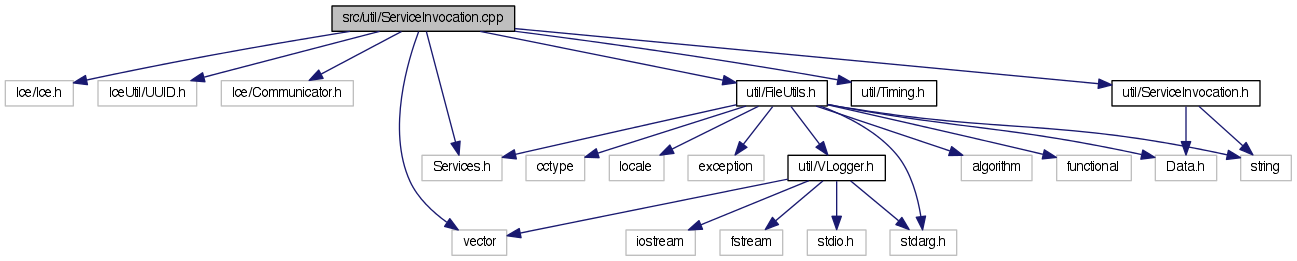 src/util/ServiceInvocation.cpp
Ice/Ice.h
IceUtil/UUID.h
Ice/Communicator.h
util/FileUtils.h
util/Timing.h
util/ServiceInvocation.h
Services.h
cctype
locale
exception
util/VLogger.h
algorithm
functional
Data.h
string
vector
iostream
fstream
stdio.h
stdarg.h